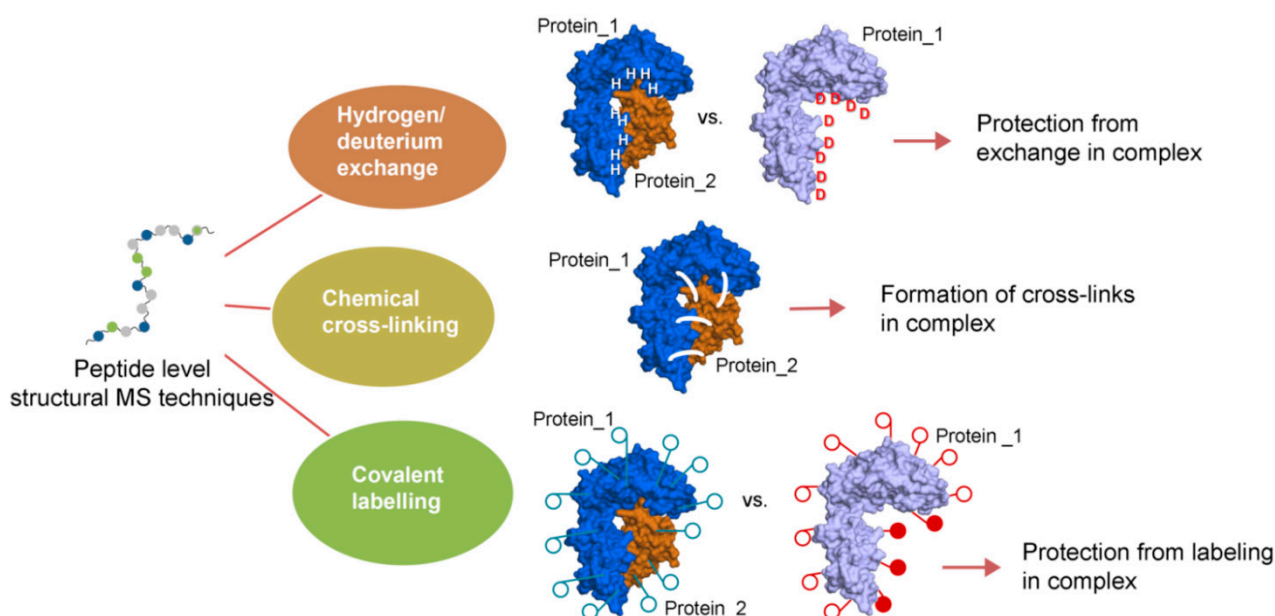 Protein_1
H H H
H
H
H
H
H
H
Protein_2
vs.
Protein_1
D D D D
D
D
D
D
D
Hydrogen/
deuterium
exchange
Protection from
exchange in complex
Peptide level
structural MS techniques
Chemical
cross-linking
Protein_1
Protein_2
Formation of cross-links
in complex
Covalent
labelling
Protein_1
Protein_2
vs.
Protein _1
Protection from labeling
in complex